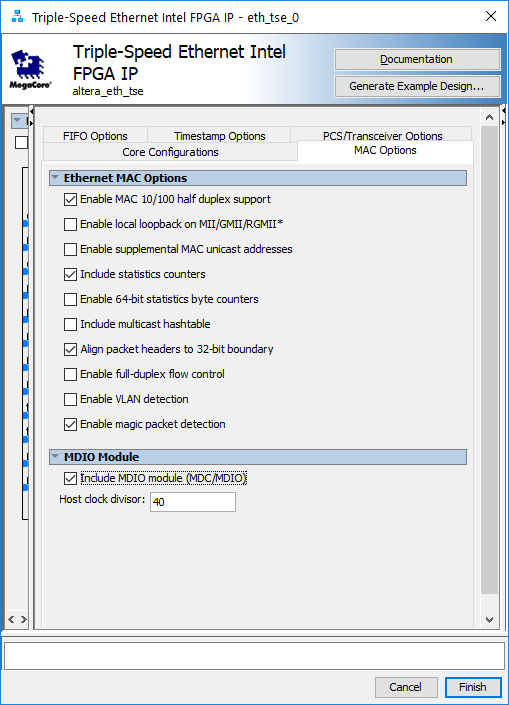 Triple-Speed Ethernet Intel FPGA IP - eth_tse_0
Triple-Speed Ethernet Intel
FPGA IP
altera_eth_tse
MegaCore®
Documentation
Generate Example Design...
FIFO Options
Timestamp Options
PCS/Transceiver Options
Core Configurations
MAC Options
Ethernet MAC Options
Enable MAC 10/100 half duplex support
Enable local loopback on MII/GMII/RGMII*
Enable supplemental MAC unicast addresses
Include statistics counters
Enable 64-bit statistics byte counters
Include multicast hashtable
Align packet headers to 32-bit boundary
Enable full-duplex flow control
Enable VLAN detection
Enable magic packet detection
MDIO Module
Include MDIO module (MDC/MDIO)
Host clock divisor: 40
Cancel
Finish